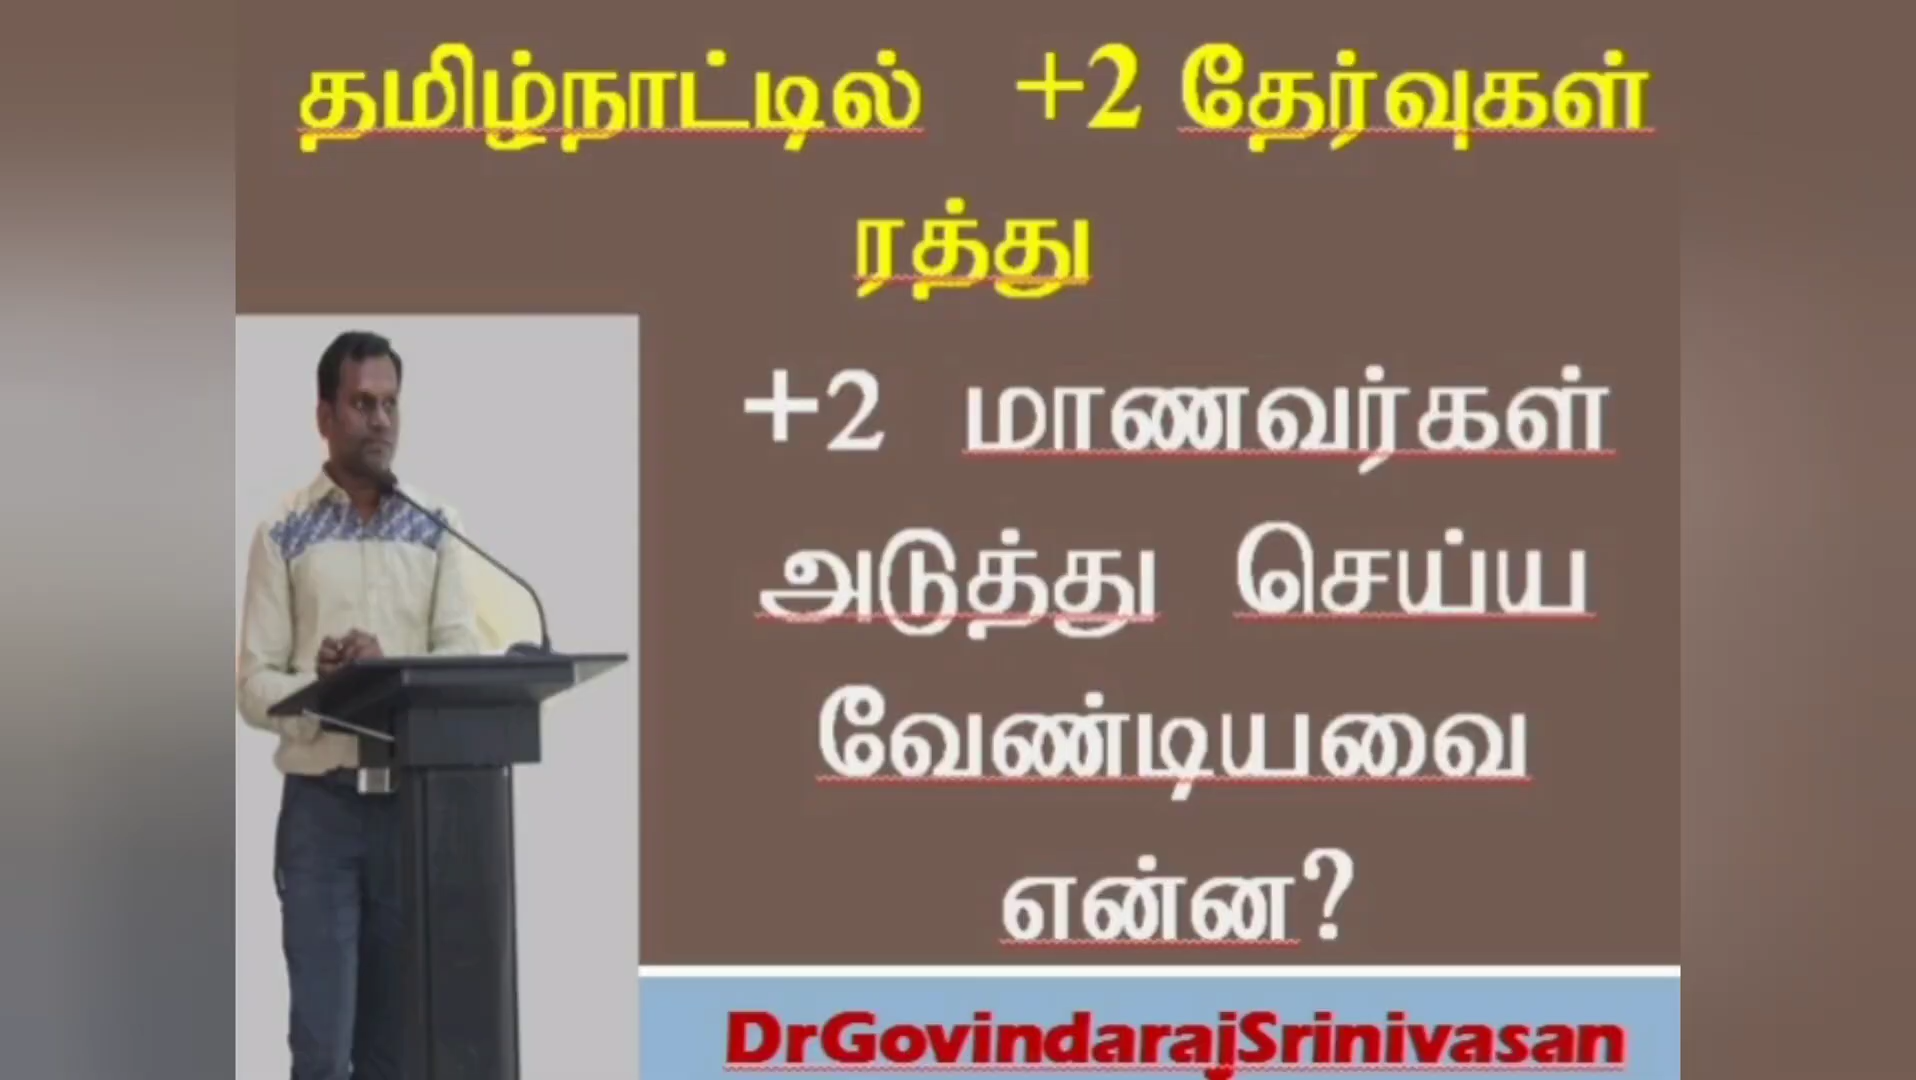 தமிழ்நாட்டில் +2 தேர்வுகள்
ரத்து
+2 மாணவர்கள்
அடுத்து செய்ய
வேண்டியவை
என்ன?
DrGovindarajSrinivasan